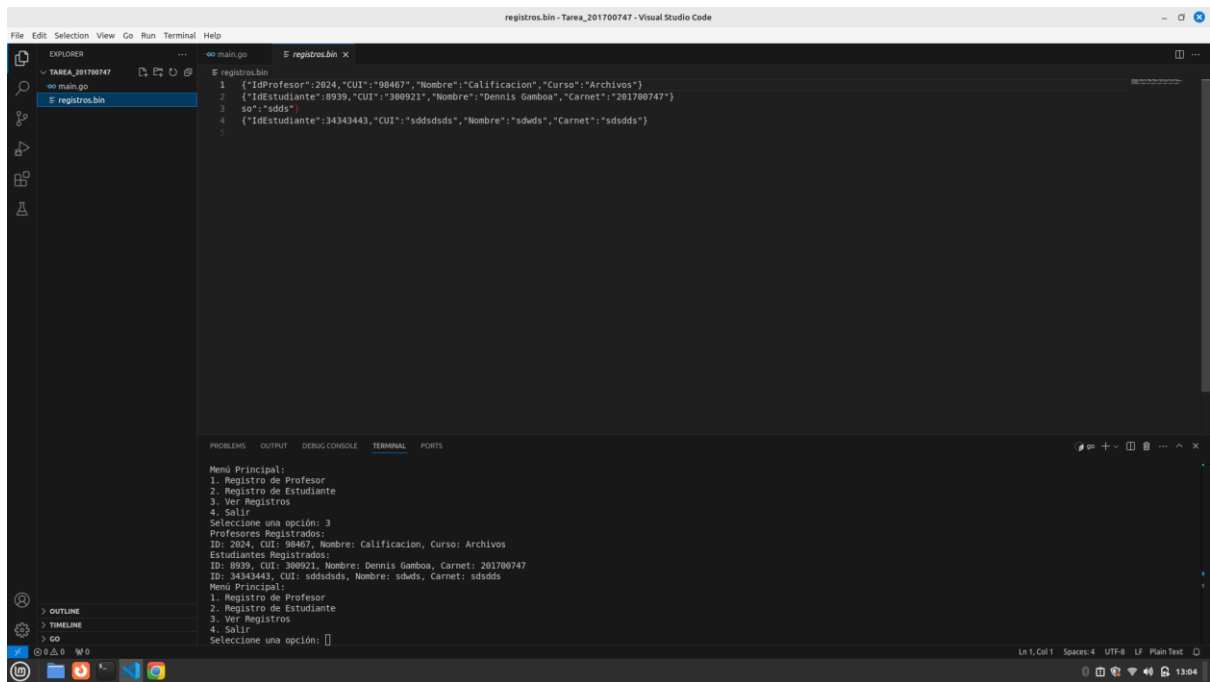 registros.bin - Tarea_201700747 - Visual Studio Code
File Edit Selection View Go Run Terminal Help
EXPLORER
TAREA_201700747
main.go
registros.bin
main.go registros.bin
registros.bin
1 {"IdProfesor":2024,"CUI":"98467","Nombre":"Calificacion","Curso":"Archivos"}
2 {"IdEstudiante":8939,"CUI":"300921","Nombre":"Dennis Gamboa","Carnet":"201700747"}
3 so":"sdds"}
4 {"IdEstudiante":34343443,"CUI":"sddsdsds","Nombre":"sdwds","Carnet":"sdsdds"}
5
PROBLEMS OUTPUT DEBUG CONSOLE TERMINAL PORTS
go
Menú Principal:
1. Registro de Profesor
2. Registro de Estudiante
3. Ver Registros
4. Salir
Seleccione una opción: 3
Profesores Registrados:
ID: 2024, CUI: 98467, Nombre: Calificacion, Curso: Archivos
Estudiantes Registrados:
ID: 8939, CUI: 300921, Nombre: Dennis Gamboa, Carnet: 201700747
ID: 34343443, CUI: sddsdsds, Nombre: sdwds, Carnet: sdsdds
Menú Principal:
1. Registro de Profesor
2. Registro de Estudiante
3. Ver Registros
4. Salir
Seleccione una opción:
OUTLINE
TIMELINE
GO
0 0 0 Ln 1, Col 1 Spaces: 4 UTF-8 LF Plain Text
13:04